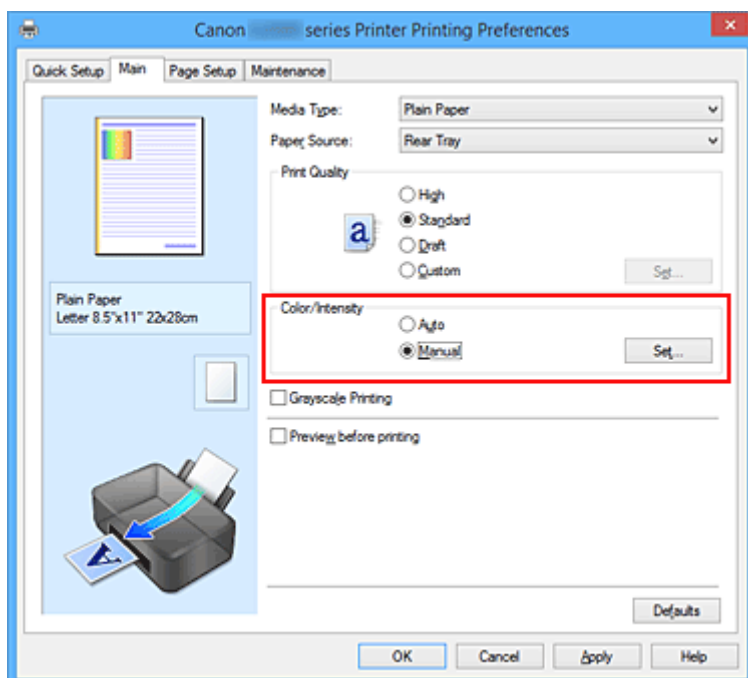 Canon series Printer Printing Preferences
Quick Setup Main Page Setup Maintenance
Media Type: Plain Paper
Paper Source: Rear Tray
Print Quality
High
Standard
Draft
Custom Set...
a
Plain Paper
Letter 8.5"x11" 22x28cm
Color/Intensity
Auto
Manual Set...
Grayscale Printing
Preview before printing
A
Defaults
OK Cancel Apply Help